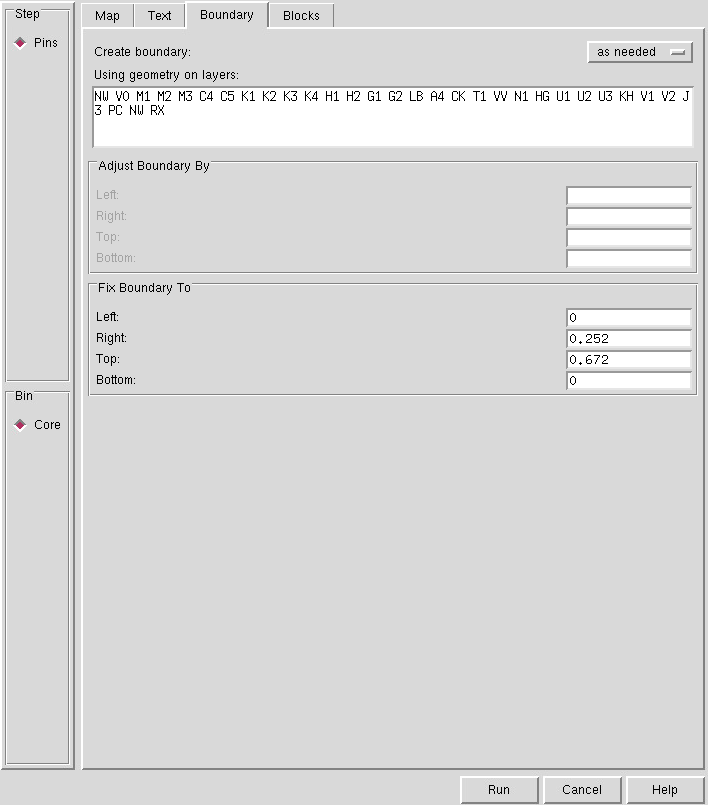 Step
Pins
Bin
Core
Map Text Boundary Blocks
Create boundary: as needed
Using geometry on layers:
NW VO M1 M2 M3 C4 C5 K1 K2 K3 K4 H1 H2 G1 G2 LB A4 CK T1 VV N1 HG U1 U2 U3 KH V1 V2 J
3 PC NW RX
Adjust Boundary By
Left:
Right:
Top:
Bottom:
Fix Boundary To
Left: 0
Right: 0.252
Top: 0.672
Bottom: 0
Run Cancel Help